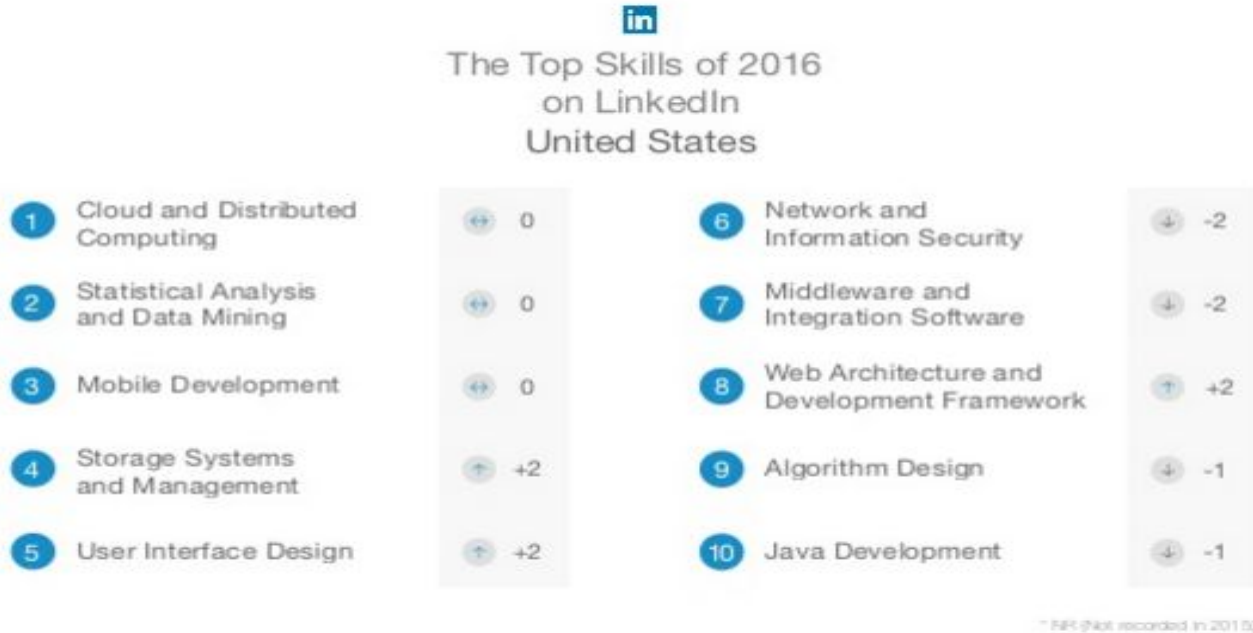 in
The Top Skills of 2016
on LinkedIn
United States
1 Cloud and Distributed
Computing
0
2 Statistical Analysis
and Data Mining
0
3 Mobile Development
0
4 Storage Systems
and Management
+2
5 User Interface Design
+2
6 Network and
Information Security
-2
7 Middleware and
Integration Software
-2
8 Web Architecture and
Development Framework
+2
9 Algorithm Design
-1
10 Java Development
-1
* NR (Not recorded in 2015)